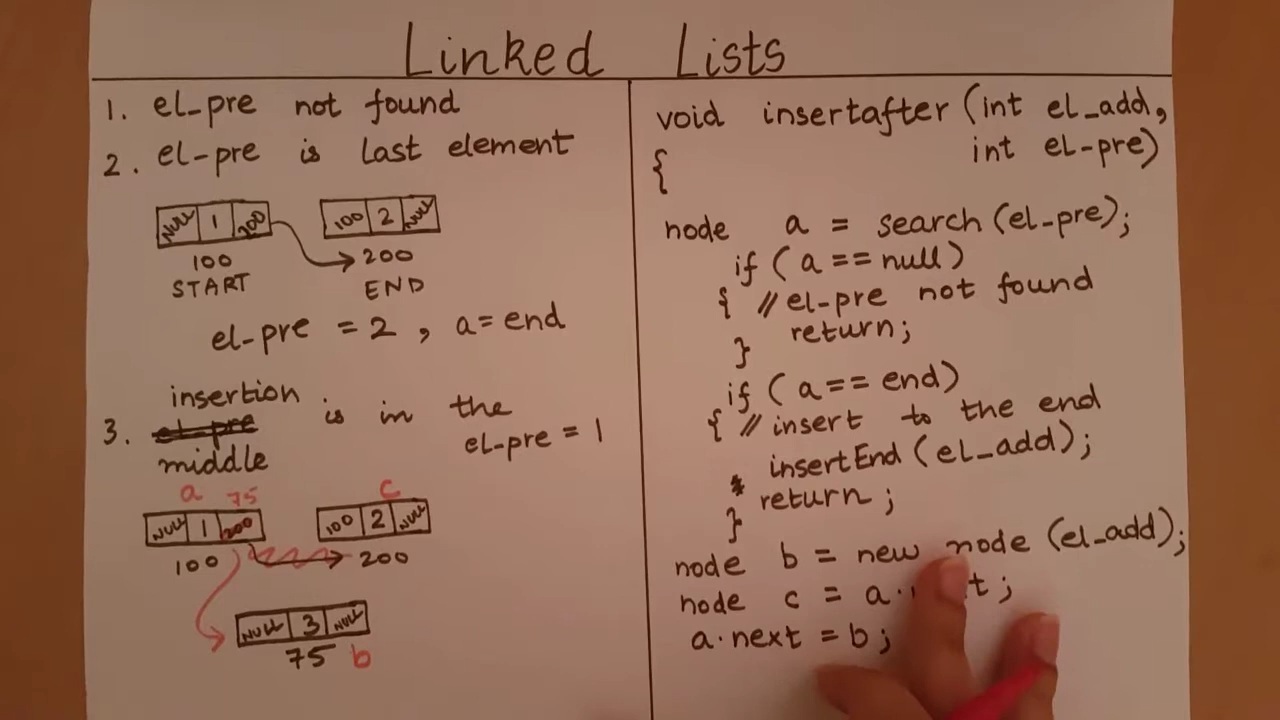 Linked Lists
1. el-pre not found
2. el-pre is last element
NULL 1 200
100 2 NULL
100
200
START
END
el-pre = 2, a = end
insertion
3. is in the
middle
el-pre = 1
a 75
c
NULL 1 200
100 2 NULL
100
200
NULL 3 NULL
75 b
void insertafter (int el_add,
int el-pre)
{
node a = search (el-pre);
if (a == null)
{ // el-pre not found
return;
}
if (a == end)
{ // insert to the end
insertEnd (el_add);
return;
}
node b = new node (el_add);
node c = a.
a.next = b;